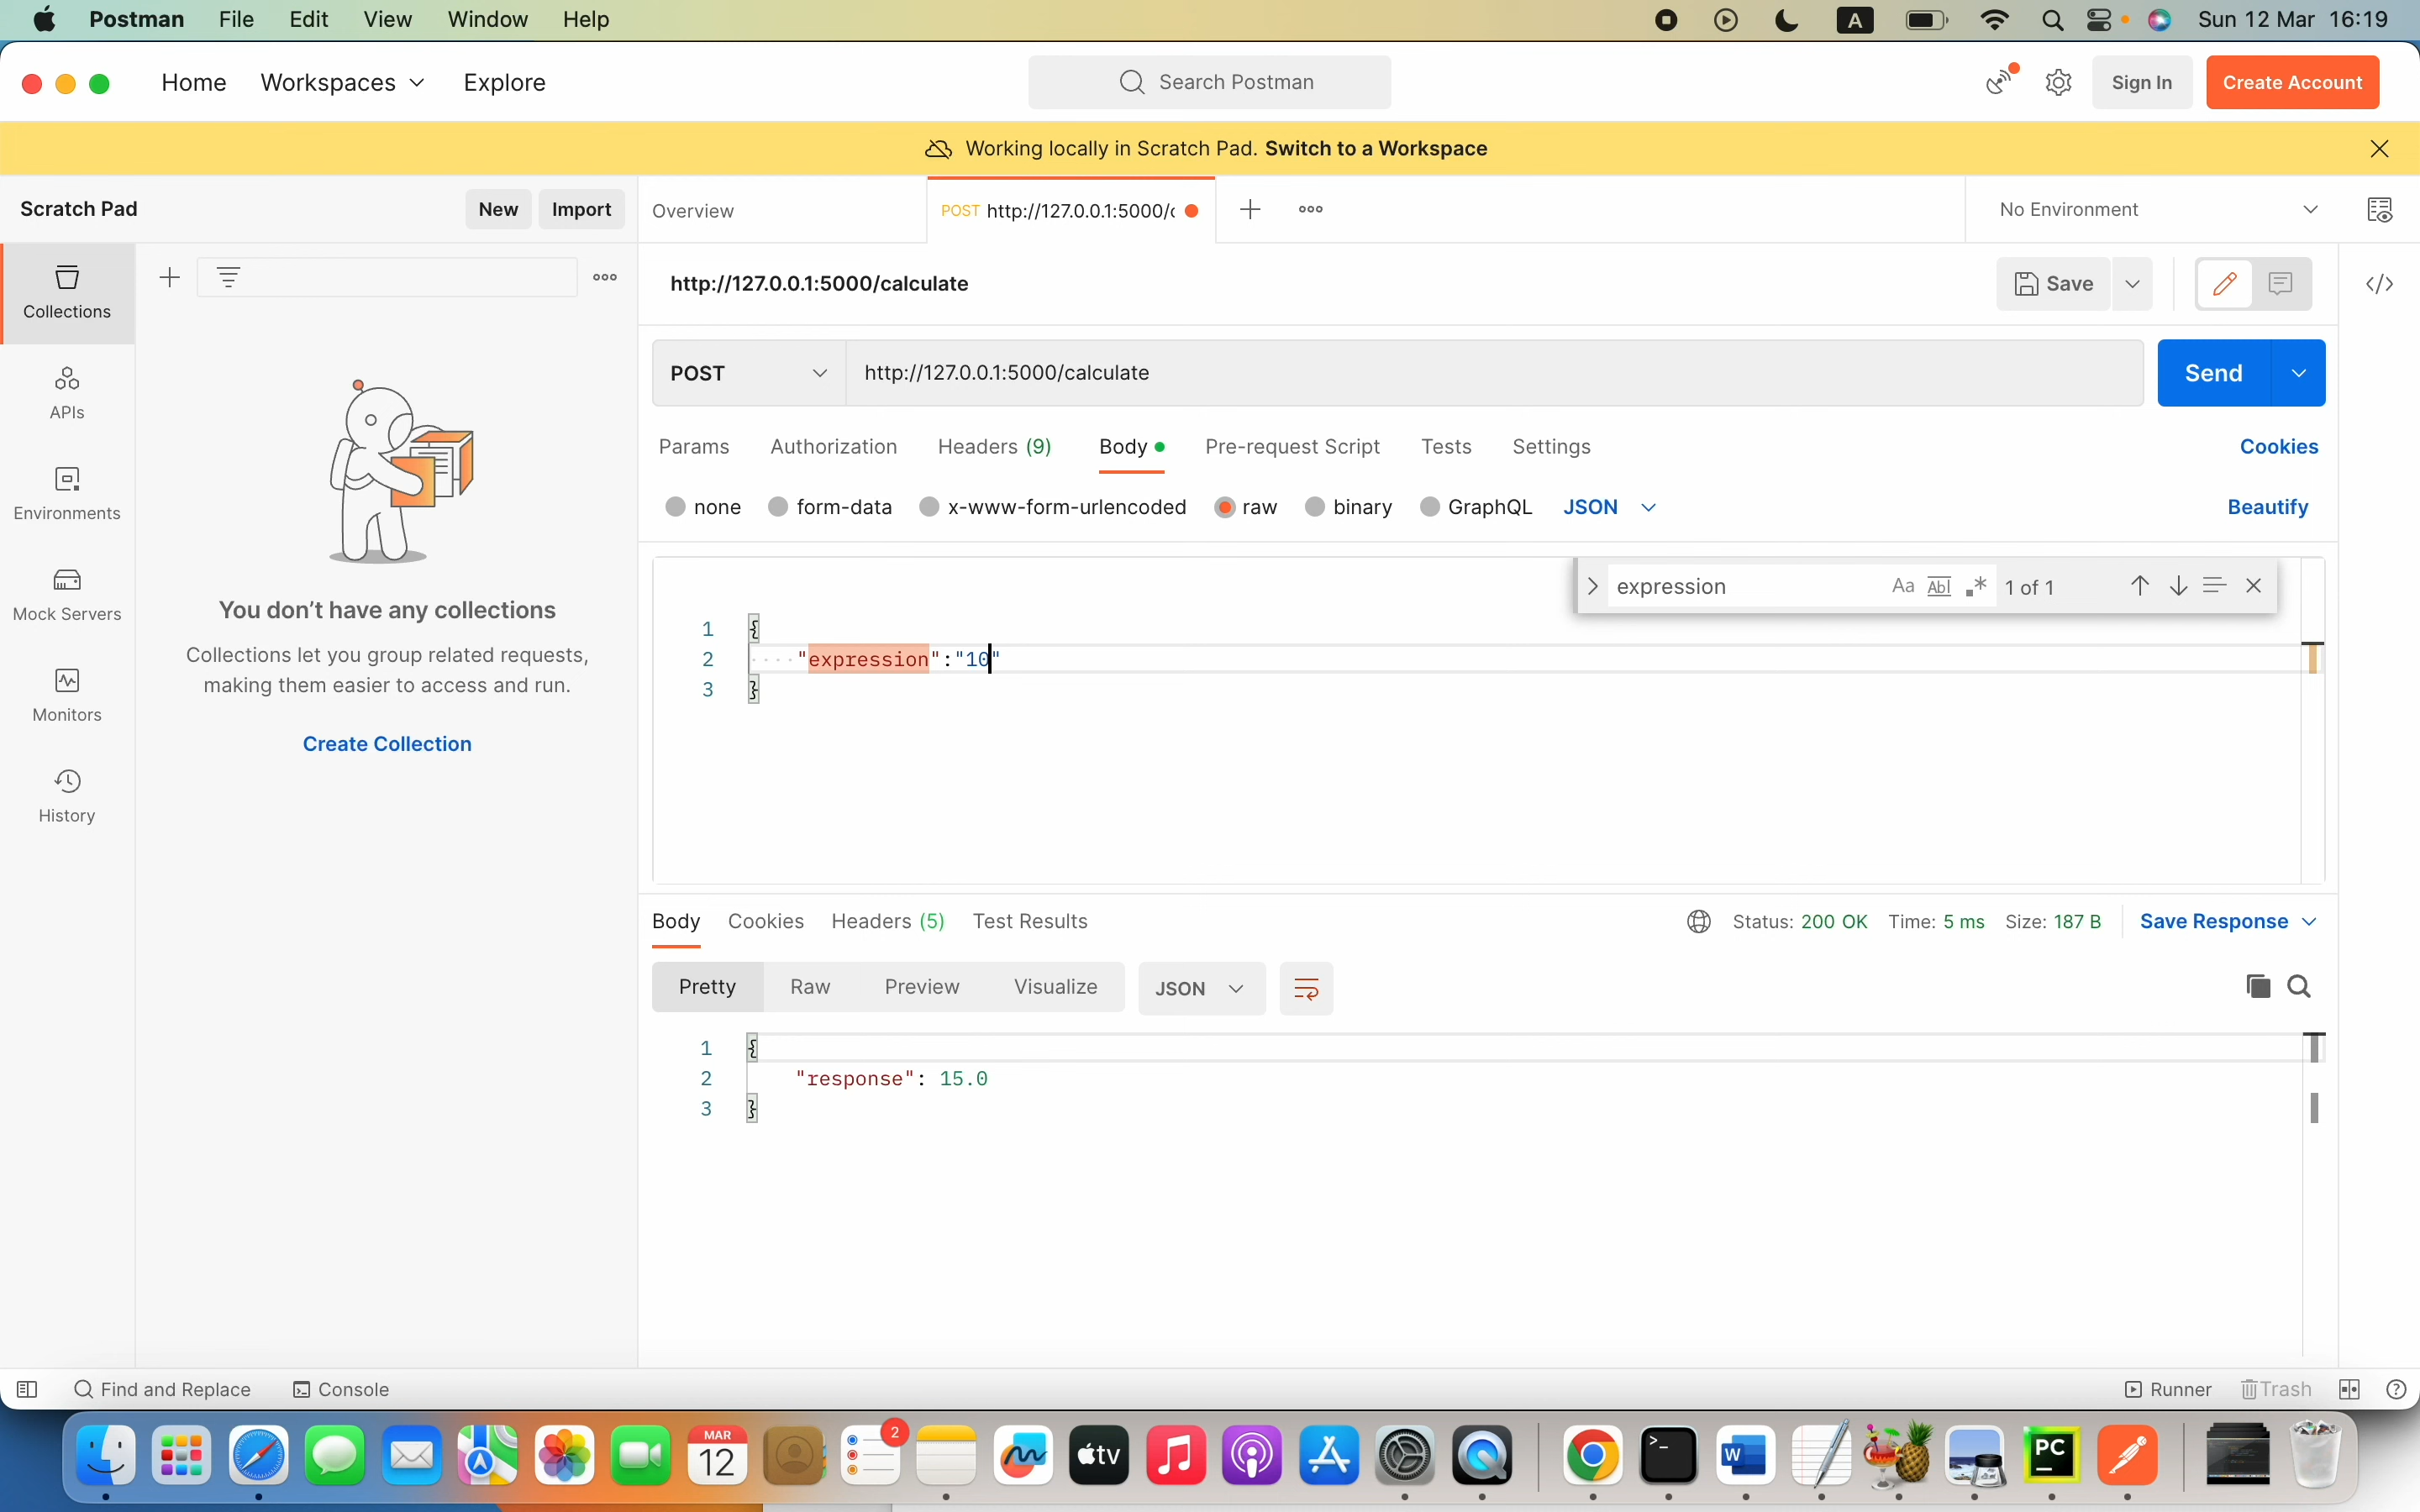 Postman File Edit View Window Help A Sun 12 Mar 16:19
Home Workspaces Explore Search Postman Sign In Create Account
Working locally in Scratch Pad. Switch to a Workspace
Scratch Pad New Import Overview POST http://127.0.0.1:5000/c No Environment
Collections
http://127.0.0.1:5000/calculate Save
APIs
POST http://127.0.0.1:5000/calculate Send
Params Authorization Headers (9) Body Pre-request Script Tests Settings Cookies
Environments
none form-data x-www-form-urlencoded raw binary GraphQL JSON Beautify
Mock Servers
You don't have any collections
Collections let you group related requests,
making them easier to access and run.
Create Collection
Monitors
History
expression Aa Abl .* 1 of 1
1 {
2 ····"expression":"10"
3 }
Body Cookies Headers (5) Test Results Status: 200 OK Time: 5 ms Size: 187 B Save Response
Pretty Raw Preview Visualize JSON
1 {
2 "response": 15.0
3 }
Find and Replace Console Runner Trash
MAR
12
2
tv
>_
W
PC